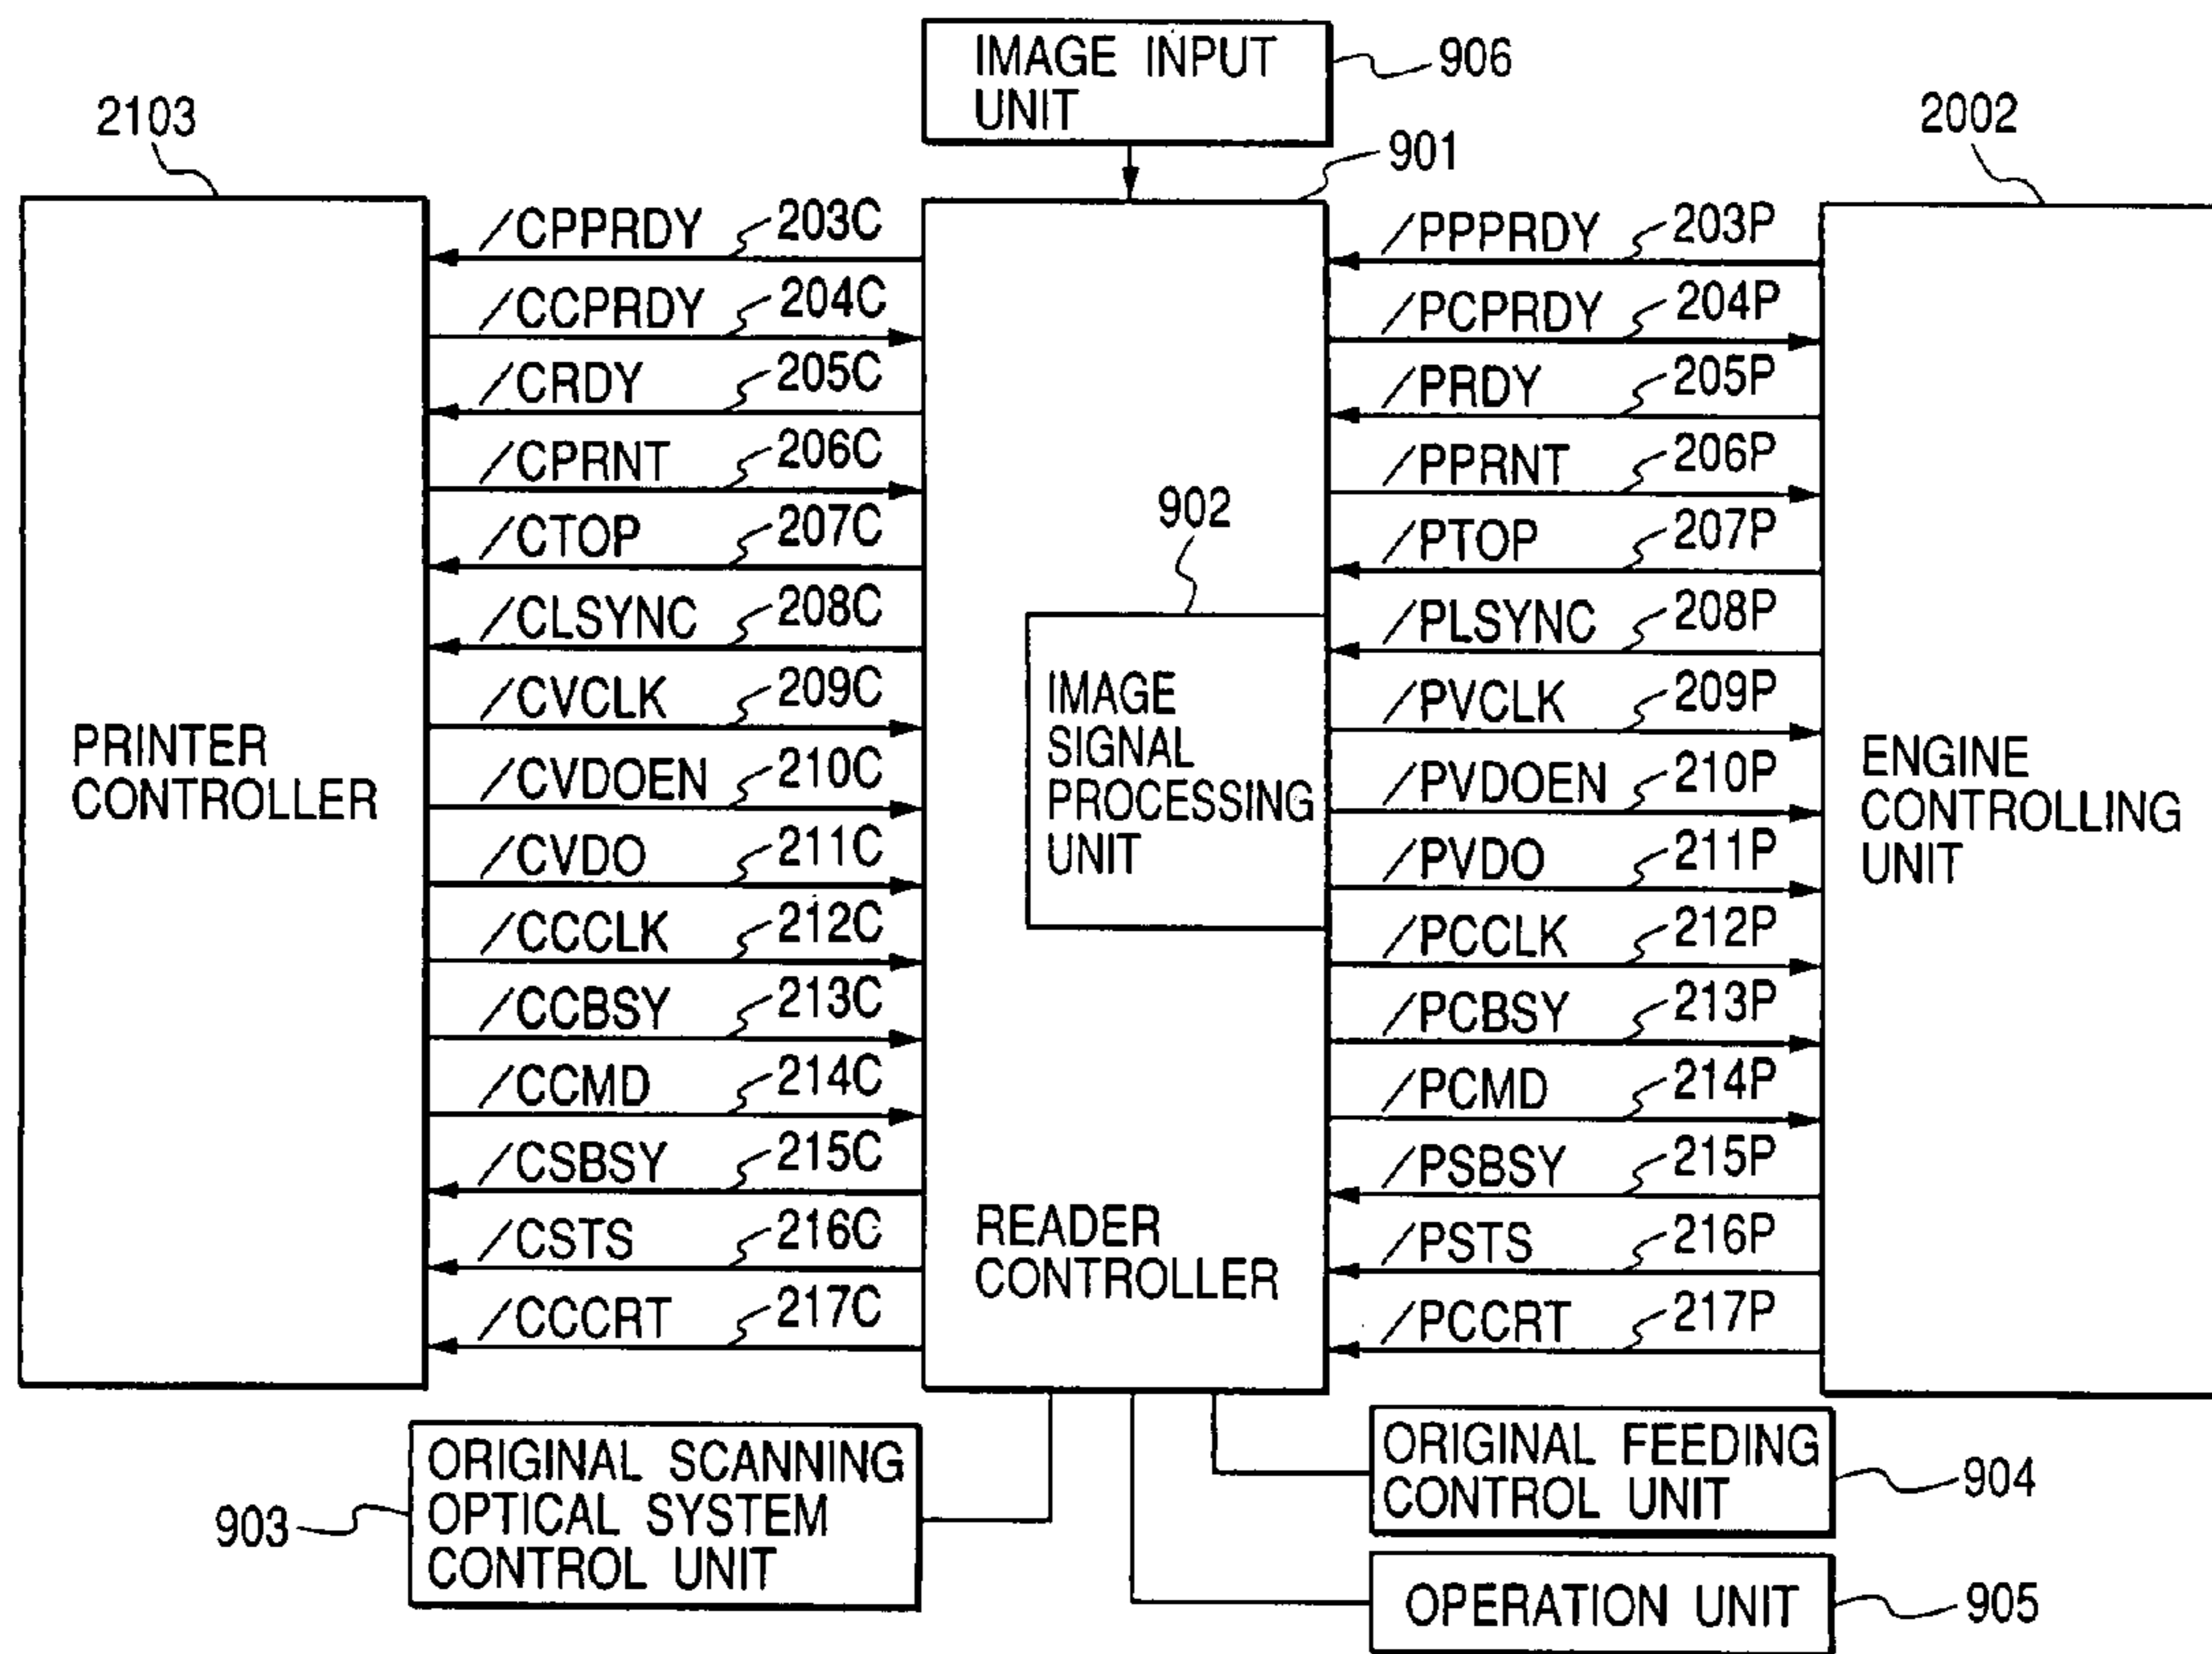 IMAGE INPUT
UNIT
906
2103
901
2002
/CPPRDY 203C
/CCPRDY 204C
/CRDY 205C
/CPRNT 206C
/CTOP 207C
/CLSYNC 208C
/CVCLK 209C
/CVDOEN 210C
/CVDO 211C
/CCCLK 212C
/CCBSY 213C
/CCMD 214C
/CSBSY 215C
/CSTS 216C
/CCCRT 217C
PRINTER
CONTROLLER
902
IMAGE
SIGNAL
PROCESSING
UNIT
READER
CONTROLLER
/PPPRDY 203P
/PCPRDY 204P
/PRDY 205P
/PPRNT 206P
/PTOP 207P
/PLSYNC 208P
/PVCLK 209P
/PVDOEN 210P
/PVDO 211P
/PCCLK 212P
/PCBSY 213P
/PCMD 214P
/PSBSY 215P
/PSTS 216P
/PCCRT 217P
ENGINE
CONTROLLING
UNIT
903
ORIGINAL SCANNING
OPTICAL SYSTEM
CONTROL UNIT
ORIGINAL FEEDING
CONTROL UNIT
904
OPERATION UNIT
905